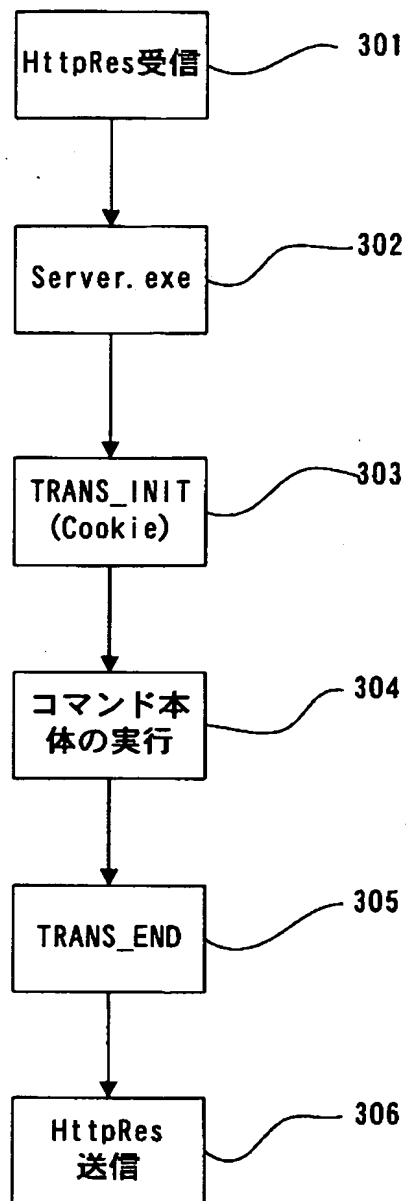 HttpRes受信
301
Server.exe
302
TRANS_INIT
(Cookie)
303
コマンド本
体の実行
304
TRANS_END
305
HttpRes
送信
306